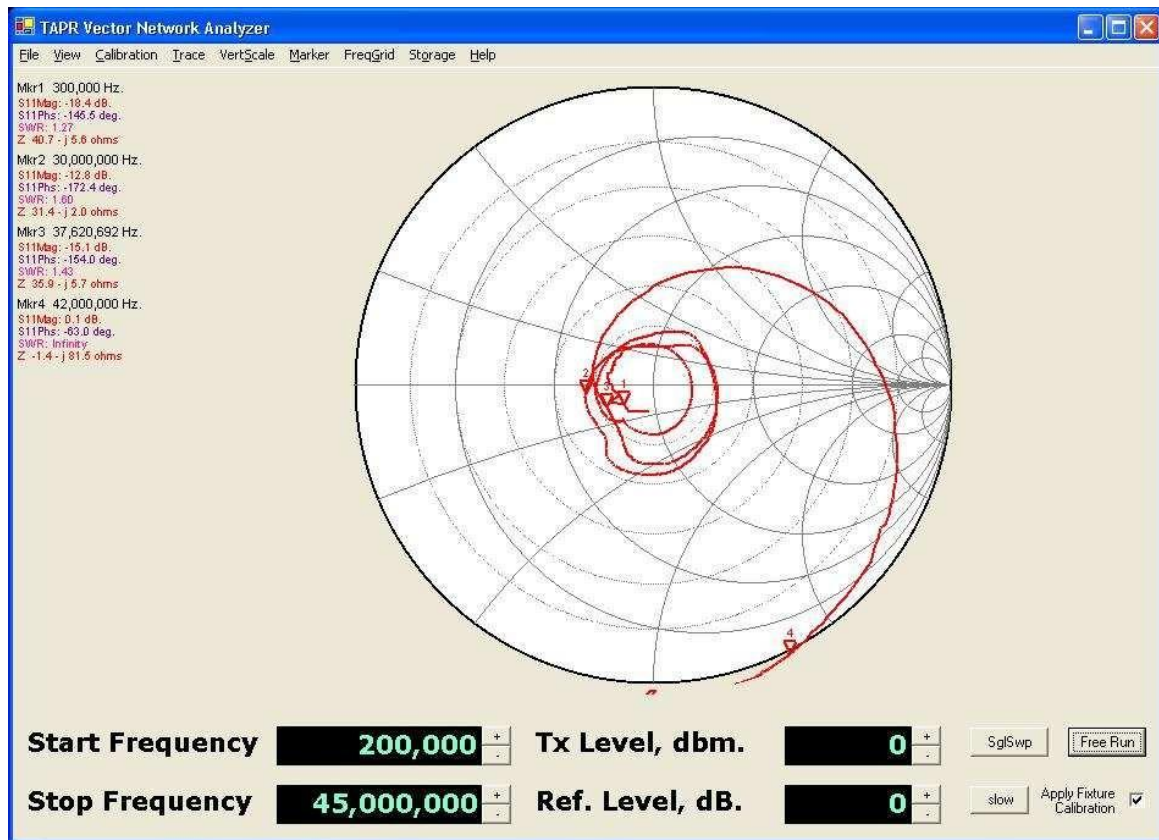 TAPR Vector Network Analyzer
File View Calibration Trace VertScale Marker FreqGrid Storage Help
Mkr1 300,000 Hz.
S11Mag: -18.4 dB.
S11Phs: -145.5 deg.
SWR: 1.27
Z 40.7 - j 5.6 ohms
Mkr2 30,000,000 Hz.
S11Mag: -12.8 dB.
S11Phs: -172.4 deg.
SWR: 1.60
Z 31.4 - j 2.0 ohms
Mkr3 37,620,692 Hz.
S11Mag: -15.1 dB.
S11Phs: -154.0 deg.
SWR: 1.43
Z 35.9 - j 5.7 ohms
Mkr4 42,000,000 Hz.
S11Mag: 0.1 dB.
S11Phs: -63.0 deg.
SWR: Infinity
Z -1.4 - j 81.5 ohms
2
3
1
4
Start Frequency 200,000 + - Tx Level, dbm. 0 + - SglSwp Free Run
Stop Frequency 45,000,000 + - Ref. Level, dB. 0 + - slow Apply Fixture
Calibration